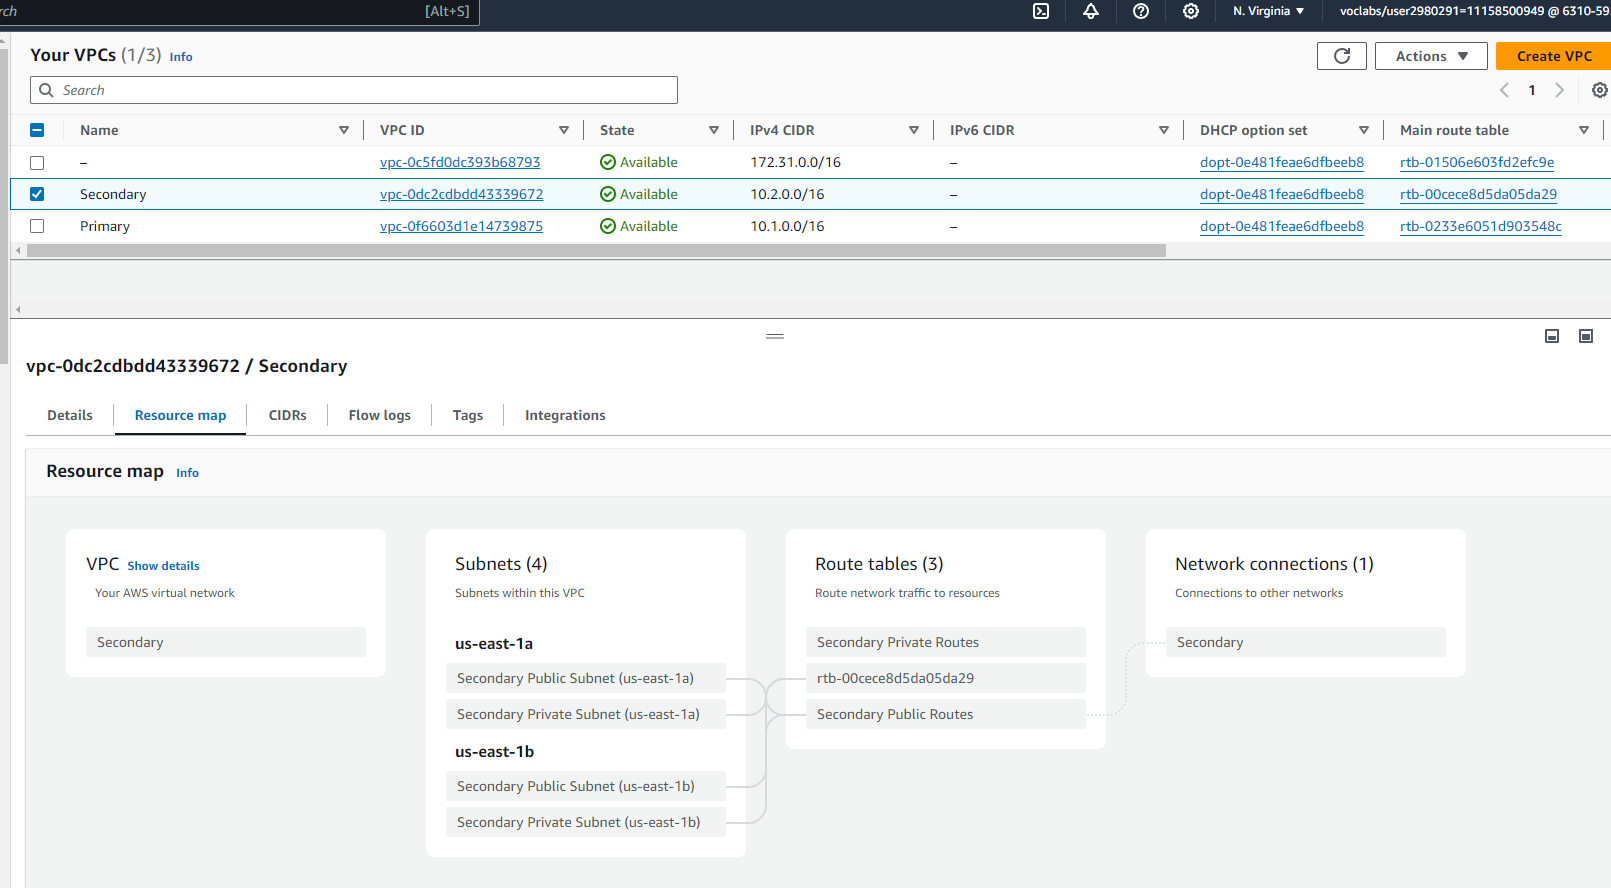 rch [Alt+S] N. Virginia voclabs/user2980291=11158500949 @ 6310-59
Your VPCs (1/3) Info Actions Create VPC
Search 1
Name VPC ID State IPv4 CIDR IPv6 CIDR DHCP option set Main route table
– vpc-0c5fd0dc393b68793 Available 172.31.0.0/16 – dopt-0e481feae6dfbeeb8 rtb-01506e603fd2efc9e
Secondary vpc-0dc2cdbdd43339672 Available 10.2.0.0/16 – dopt-0e481feae6dfbeeb8 rtb-00cece8d5da05da29
Primary vpc-0f6603d1e14739875 Available 10.1.0.0/16 – dopt-0e481feae6dfbeeb8 rtb-0233e6051d903548c
vpc-0dc2cdbdd43339672 / Secondary
Details Resource map CIDRs Flow logs Tags Integrations
Resource map Info
VPC Show details
Your AWS virtual network
Secondary
Subnets (4)
Subnets within this VPC
us-east-1a
Secondary Public Subnet (us-east-1a)
Secondary Private Subnet (us-east-1a)
us-east-1b
Secondary Public Subnet (us-east-1b)
Secondary Private Subnet (us-east-1b)
Route tables (3)
Route network traffic to resources
Secondary Private Routes
rtb-00cece8d5da05da29
Secondary Public Routes
Network connections (1)
Connections to other networks
Secondary